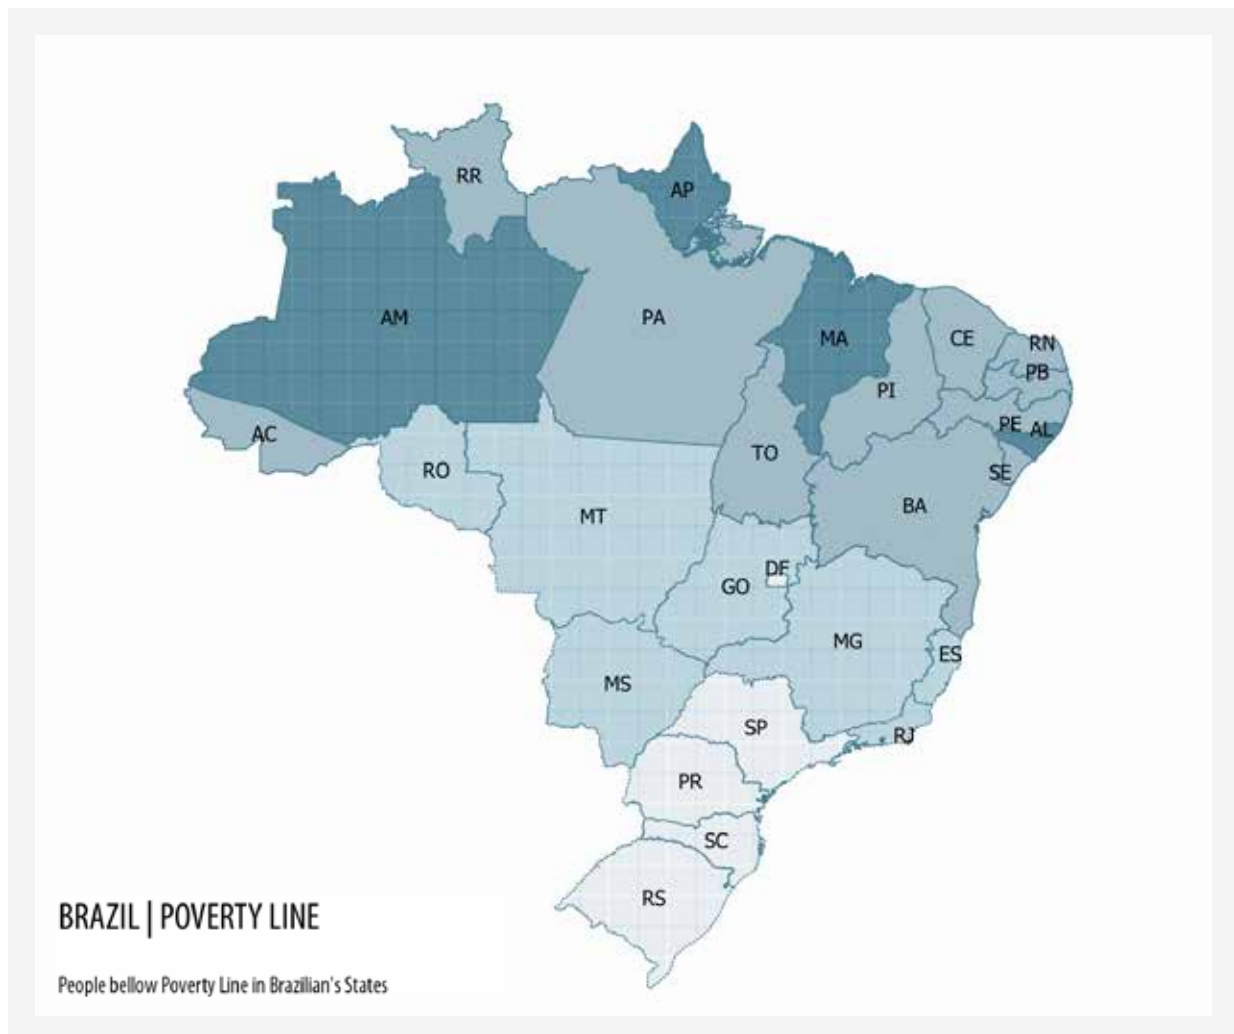 RR
AP
AM
PA
MA
CE
RN
PB
PI
PE
AL
AC
TO
RO
SE
BA
MT
DF
GO
MG
ES
MS
SP
RJ
PR
SC
RS
BRAZIL | POVERTY LINE
People bellow Poverty Line in Brazilian's States